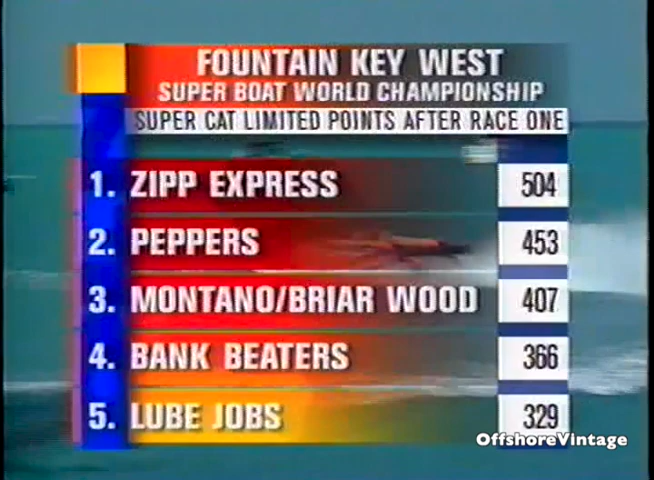 FOUNTAIN KEY WEST
SUPER BOAT WORLD CHAMPIONSHIP
SUPER CAT LIMITED POINTS AFTER RACE ONE
1. ZIPP EXPRESS 504
2. PEPPERS 453
3. MONTANO/BRIAR WOOD 407
4. BANK BEATERS 366
5. LUBE JOBS 329
OffshoreVintage